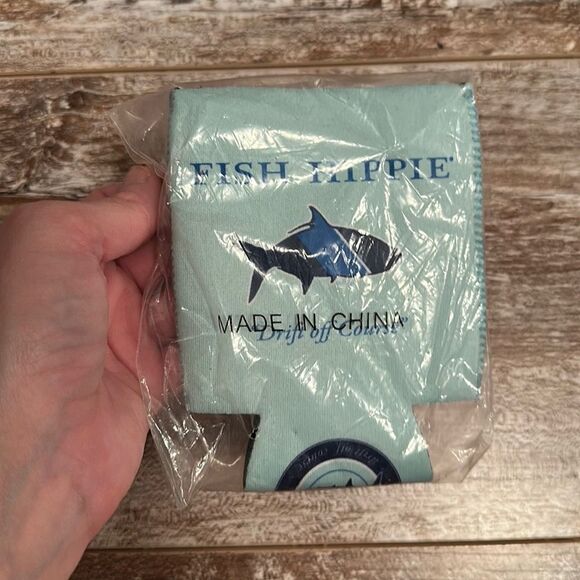 FISH HIPPIE®
MADE IN CHINA
"Drift off Course"